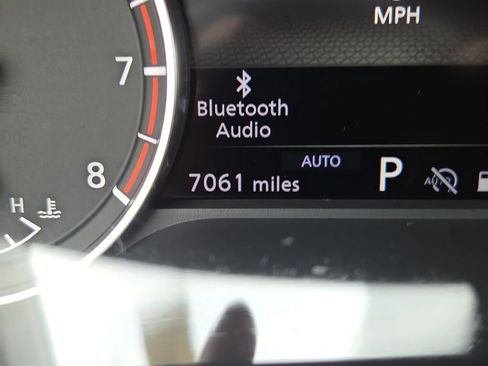 MPH
7
Bluetooth
Audio
8
AUTO
7061 miles
P
H